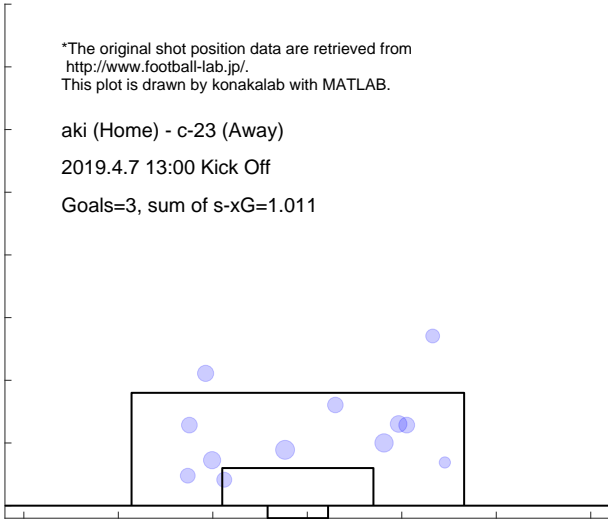 *The original shot position data are retrieved from
http://www.football-lab.jp/.
This plot is drawn by konakalab with MATLAB.
aki (Home) - c-23 (Away)
2019.4.7 13:00 Kick Off
Goals=3, sum of s-xG=1.011